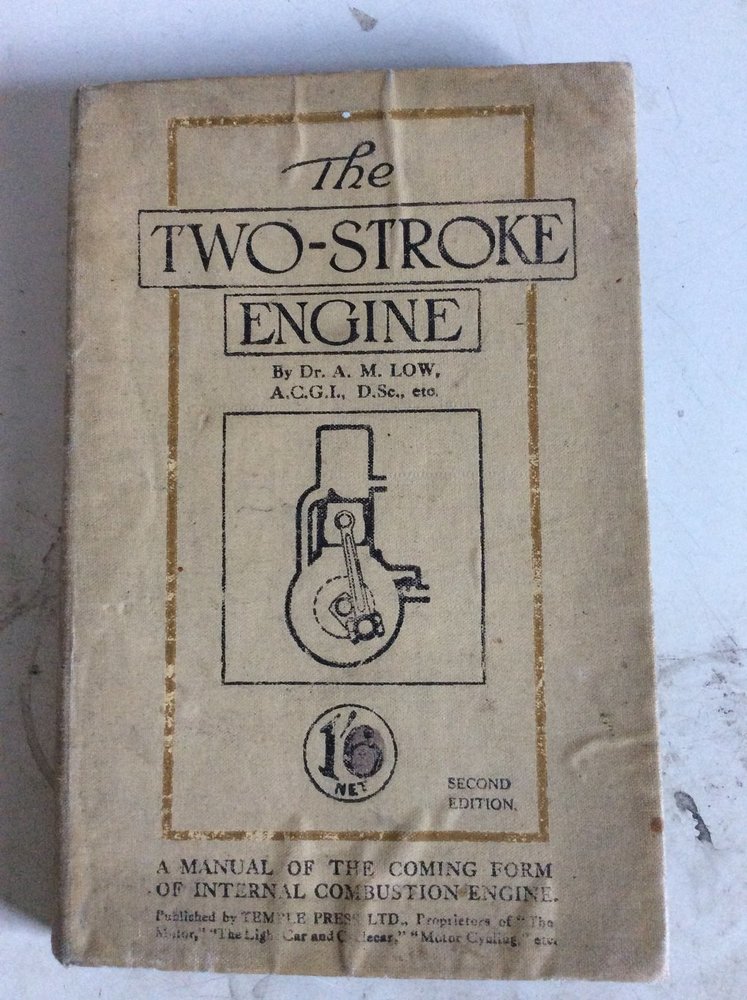 The
TWO-STROKE
ENGINE
By Dr. A. M. LOW,
A.C.G.I., D.Sc., etc.
1/6
NET
SECOND
EDITION.
A MANUAL OF THE COMING FORM
OF INTERNAL COMBUSTION ENGINE.
Published by TEMPLE PRESS LTD., Proprietors of "The
Motor," "The Light Car and Cyclecar," "Motor Cycling," etc.